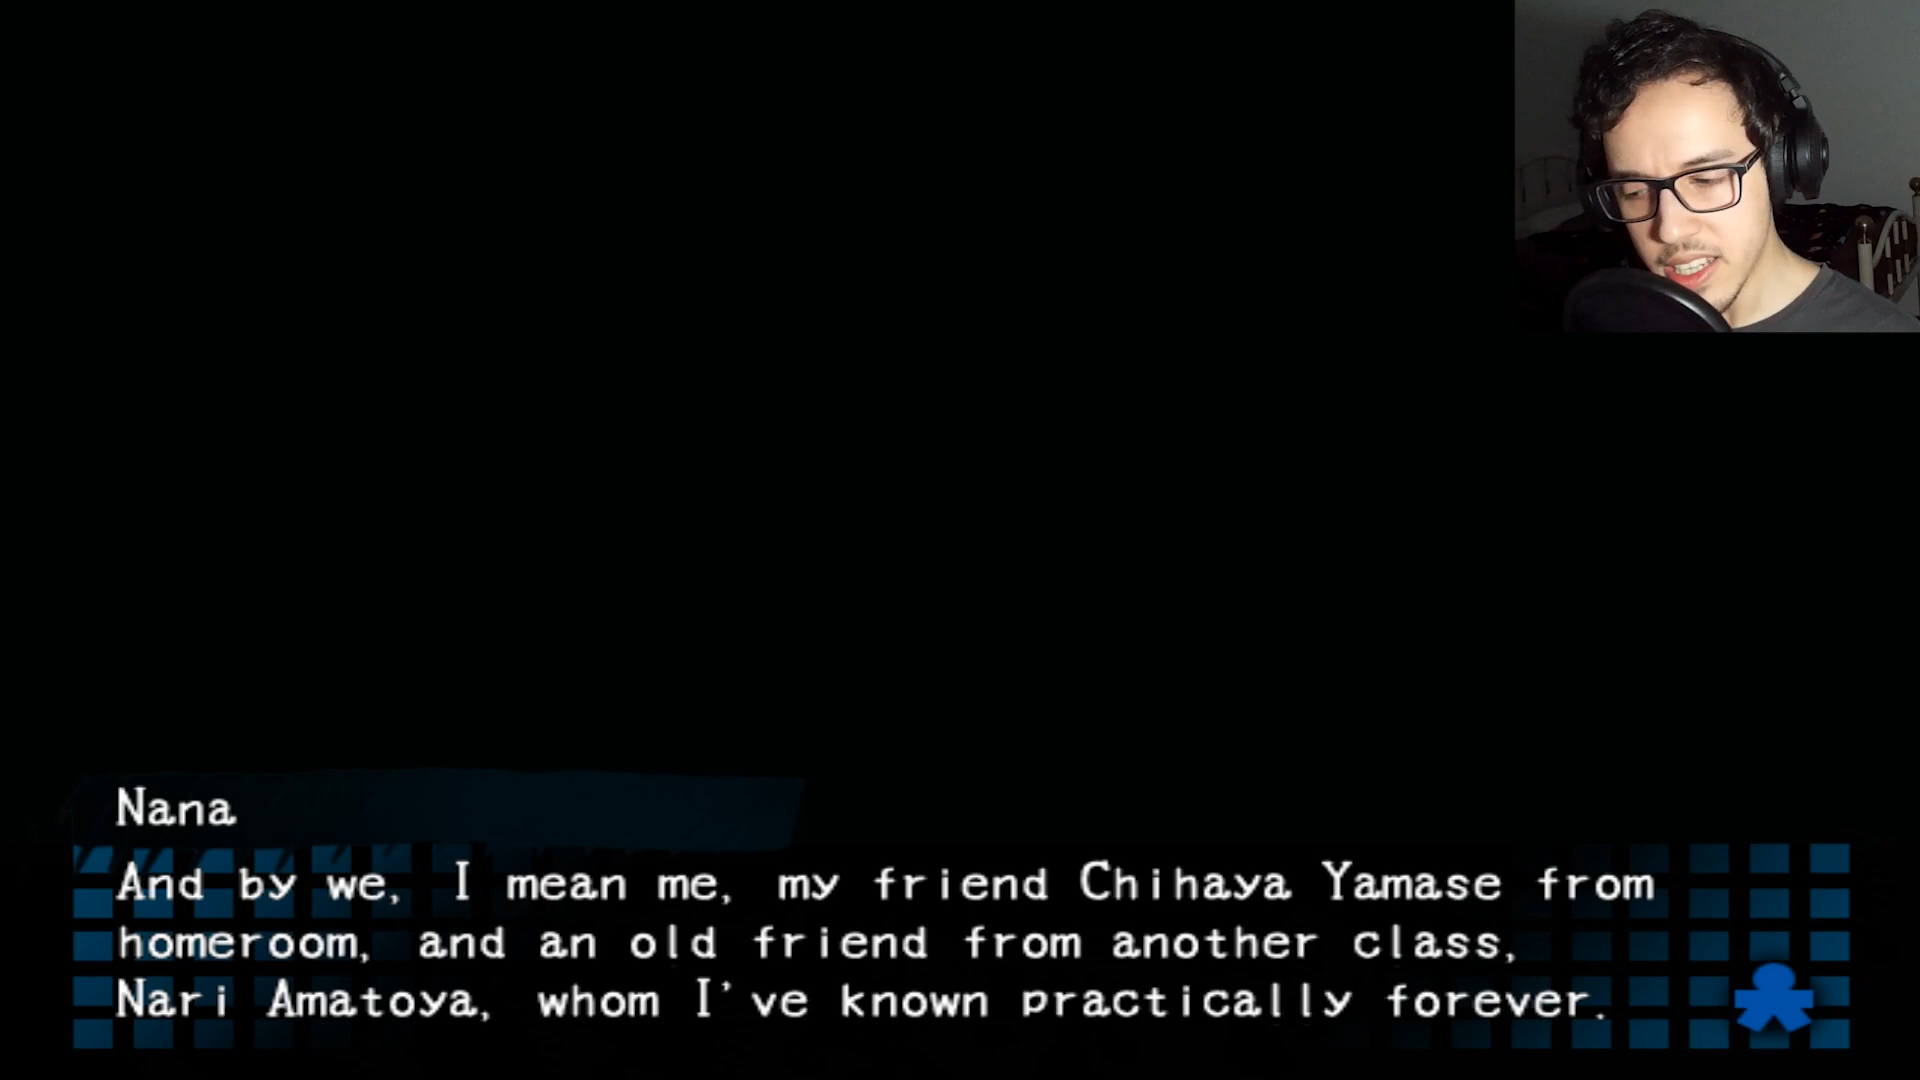 Nana
And by we, I mean me, my friend Chihaya Yamase from
homeroom, and an old friend from another class,
Nari Amatoya, whom I've known practically forever.